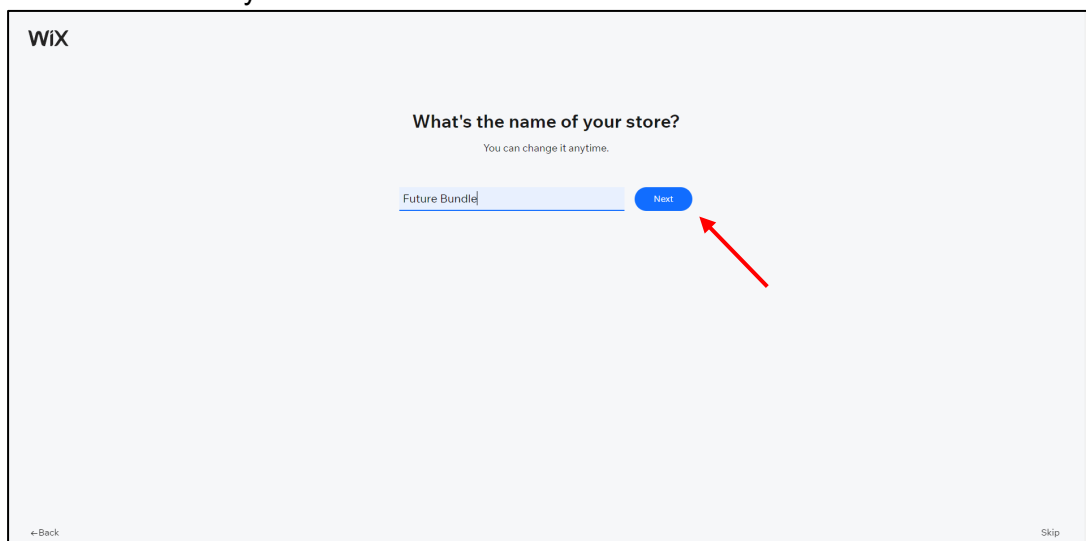 WiX
What's the name of your store?
You can change it anytime.
Future Bundle
Next
←Back
Skip